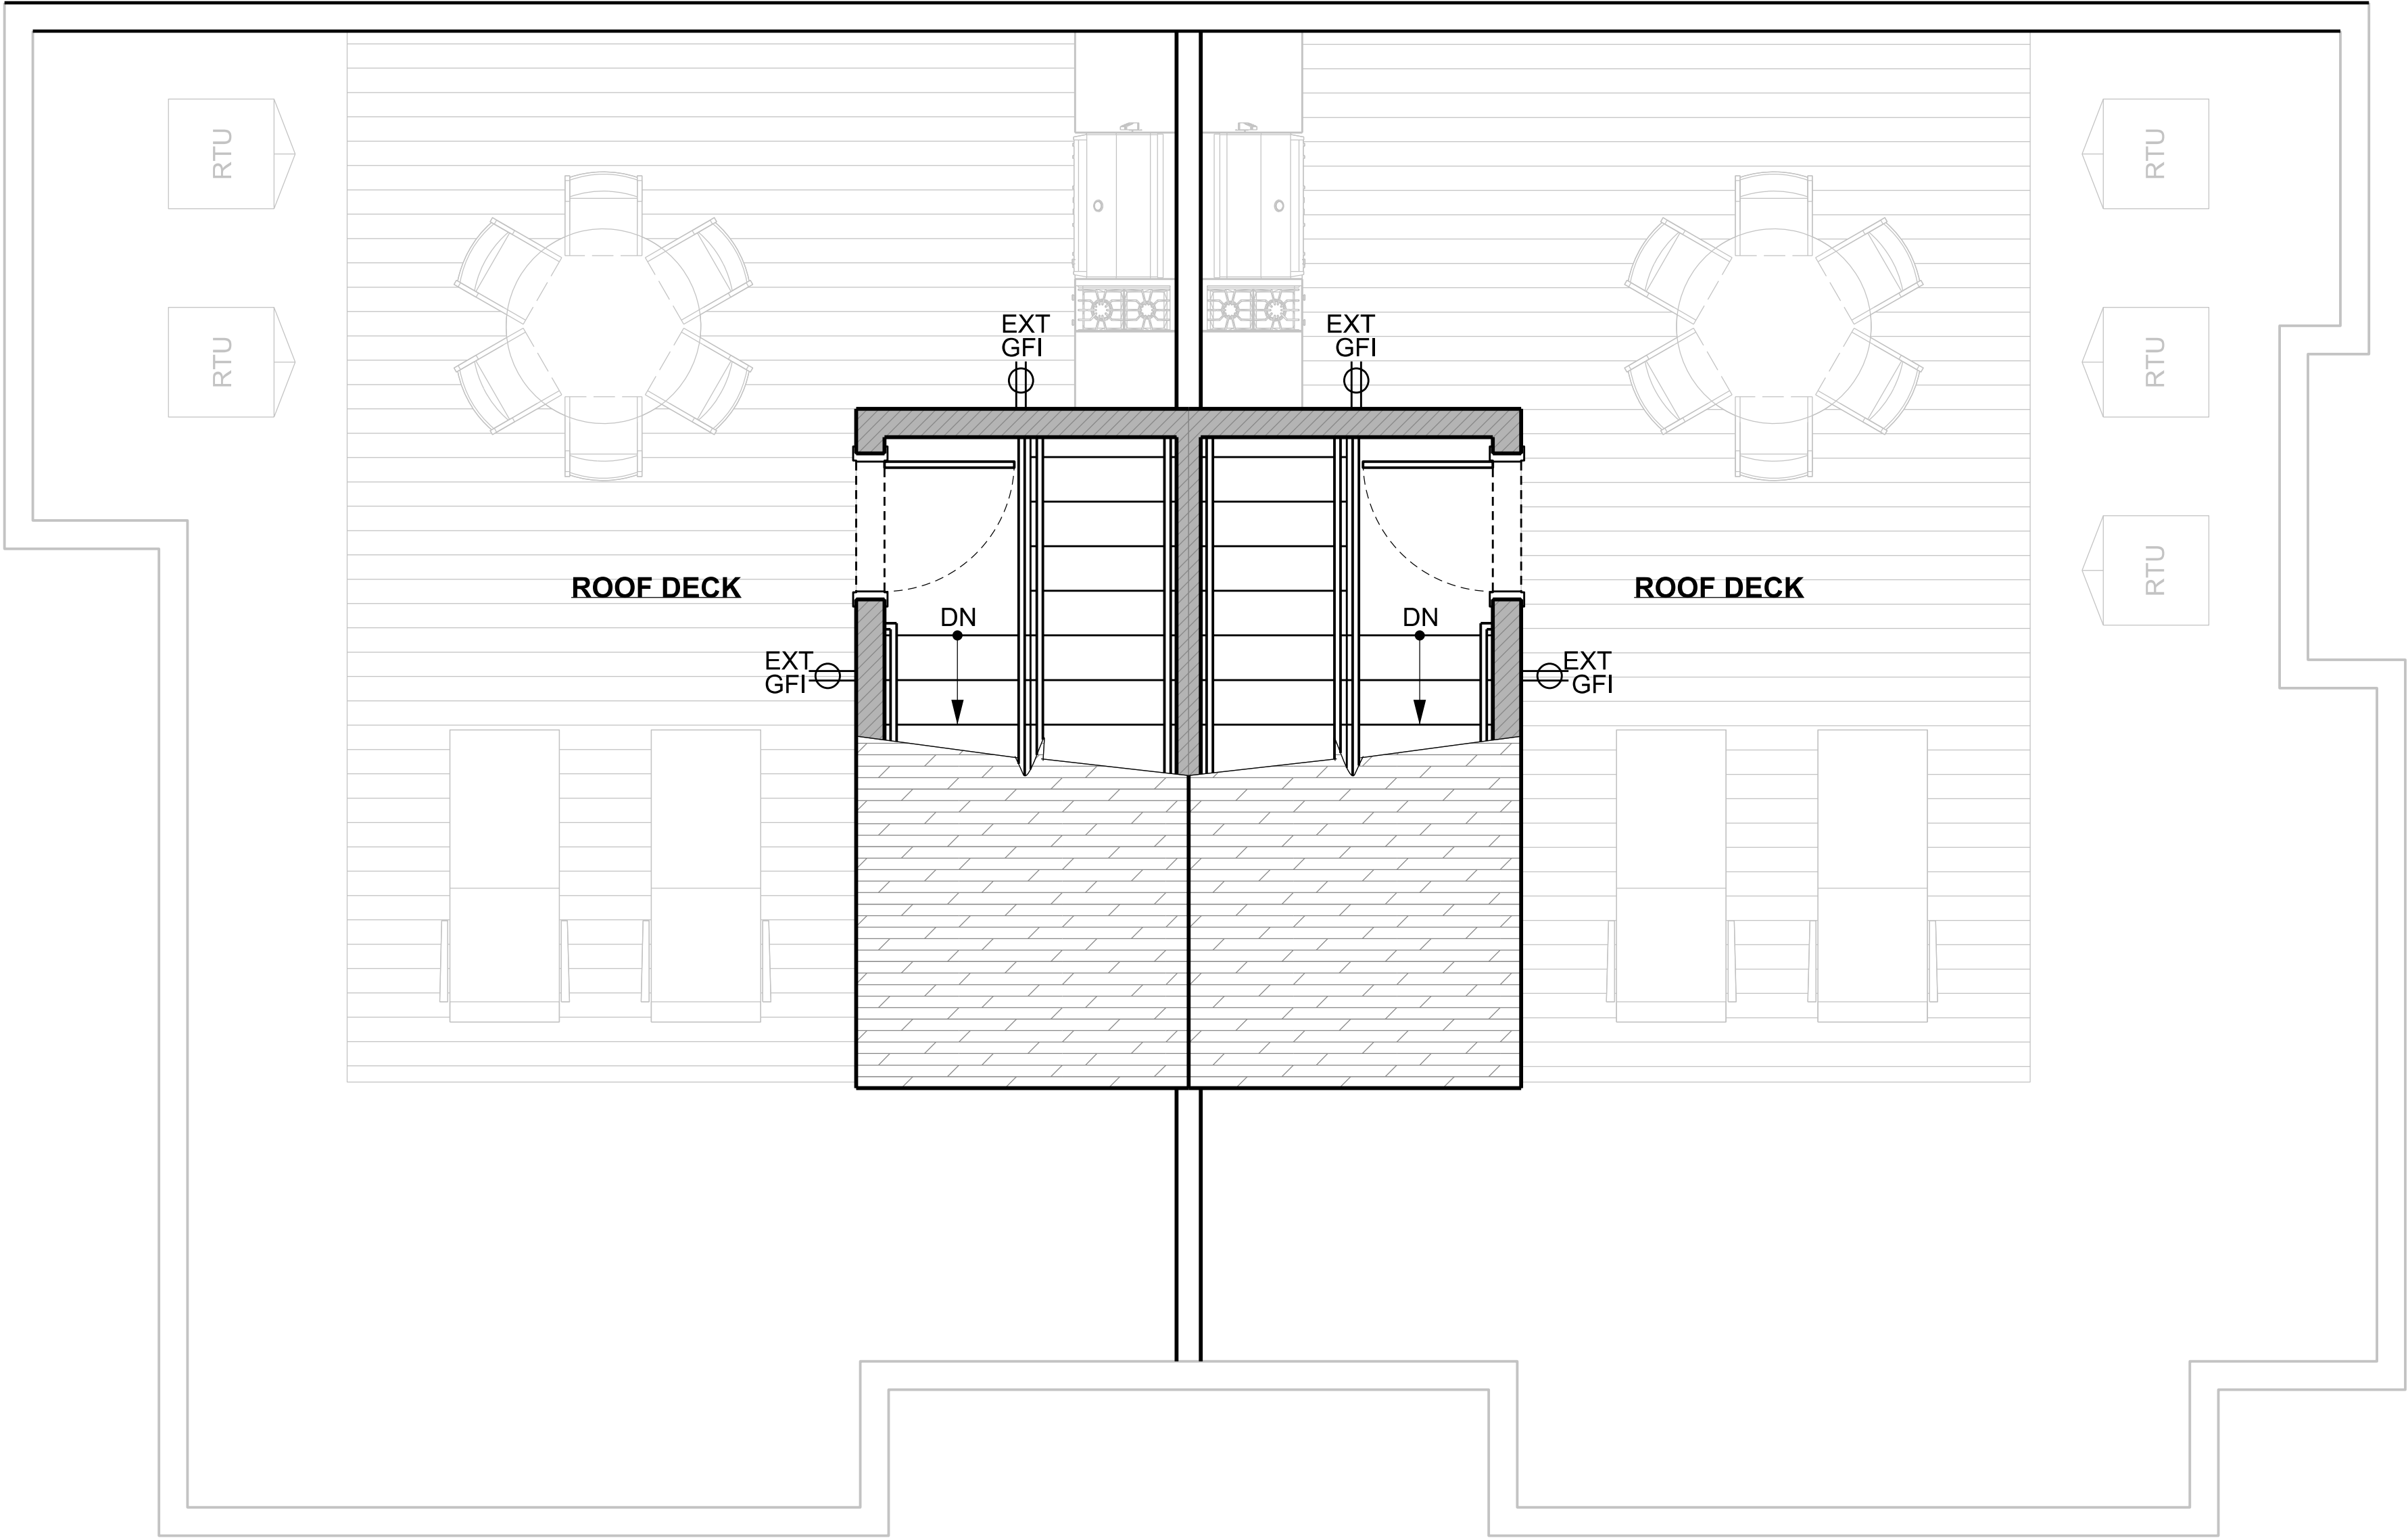 RTU
RTU
RTU
RTU
RTU
EXT
GFI
EXT
GFI
ROOF DECK
ROOF DECK
DN
DN
EXT
GFI
EXT
GFI